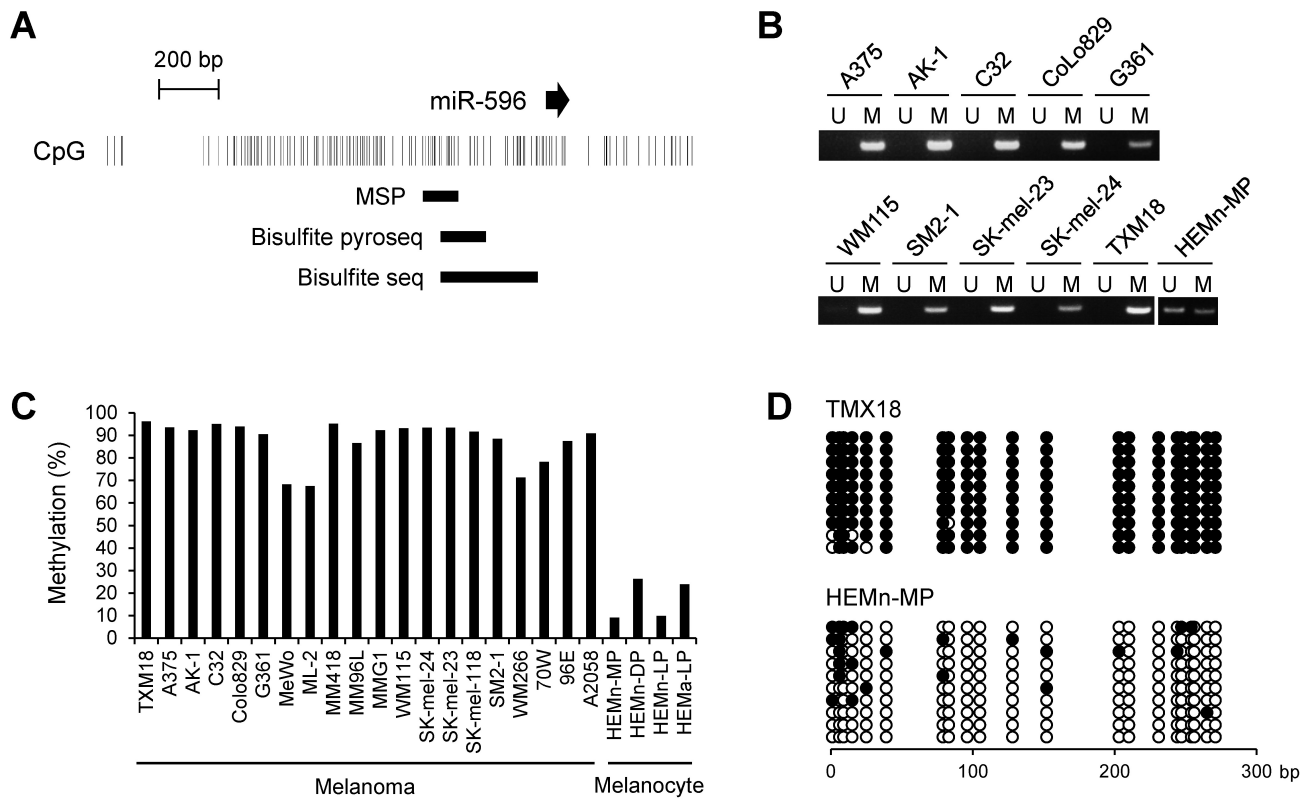 A
200 bp
miR-596
CpG
MSP
Bisulfite pyroseq
Bisulfite seq
B
A375 AK-1 C32 CoLo829 G361
U M U M U M U M U M
WM115 SM2-1 SK-mel-23 SK-mel-24 TXM18 HEMn-MP
U M U M U M U M U M U M
C
Methylation (%)
100
90
80
70
60
50
40
30
20
10
0
TXM18
A375
AK-1
C32
Colo829
G361
MeWo
ML-2
MM418
MM96L
MMG1
WM115
SK-mel-24
SK-mel-23
SK-mel-118
SM2-1
WM266
70W
96E
A2058
HEMn-MP
HEMn-DP
HEMn-LP
HEMa-LP
Melanoma
Melanocyte
D
TMX18
HEMn-MP
0 100 200 300 bp